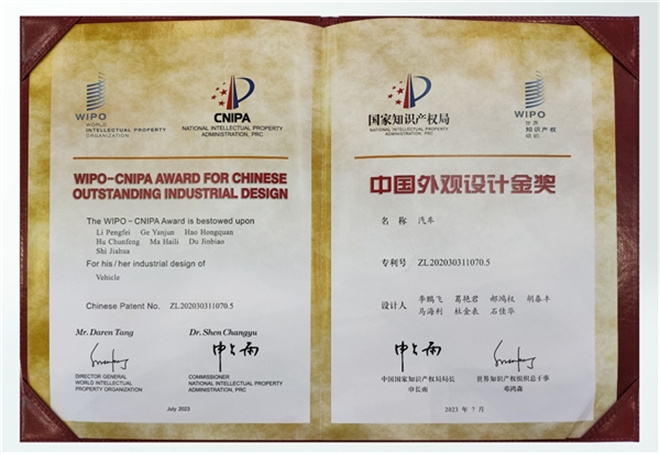 WIPO
WORLD
INTELLECTUAL PROPERTY
ORGANIZATION
CNIPA
NATIONAL INTELLECTUAL PROPERTY
ADMINISTRATION, PRC
WIPO-CNIPA AWARD FOR CHINESE
OUTSTANDING INDUSTRIAL DESIGN
The WIPO-CNIPA Award is bestowed upon
Li Pengfei Ge Yanjun Hao Hongquan
Hu Chunfeng Ma Haili Du Jinbiao
Shi Jiahua
For his/her industrial design of
Vehicle
Chinese Patent No. ZL202030311070.5
Mr. Daren Tang
Dr. Shen Changyu
DIRECTOR GENERAL
WORLD INTELLECTUAL
PROPERTY ORGANIZATION
COMMISSIONER
NATIONAL INTELLECTUAL PROPERTY
ADMINISTRATION, PRC
July 2023
国家知识产权局
NATIONAL INTELLECTUAL PROPERTY
ADMINISTRATION, PRC
WIPO
世界
知识产权
组织
中国外观设计金奖
名 称 汽车
专利号 ZL202030311070.5
设计人 李鹏飞 葛艳君 郝鸿权 胡春丰
马海利 杜金表 石佳华
申长雨
中国国家知识产权局局长
申长雨
世界知识产权组织总干事
邓鸿森
2023 年 7 月